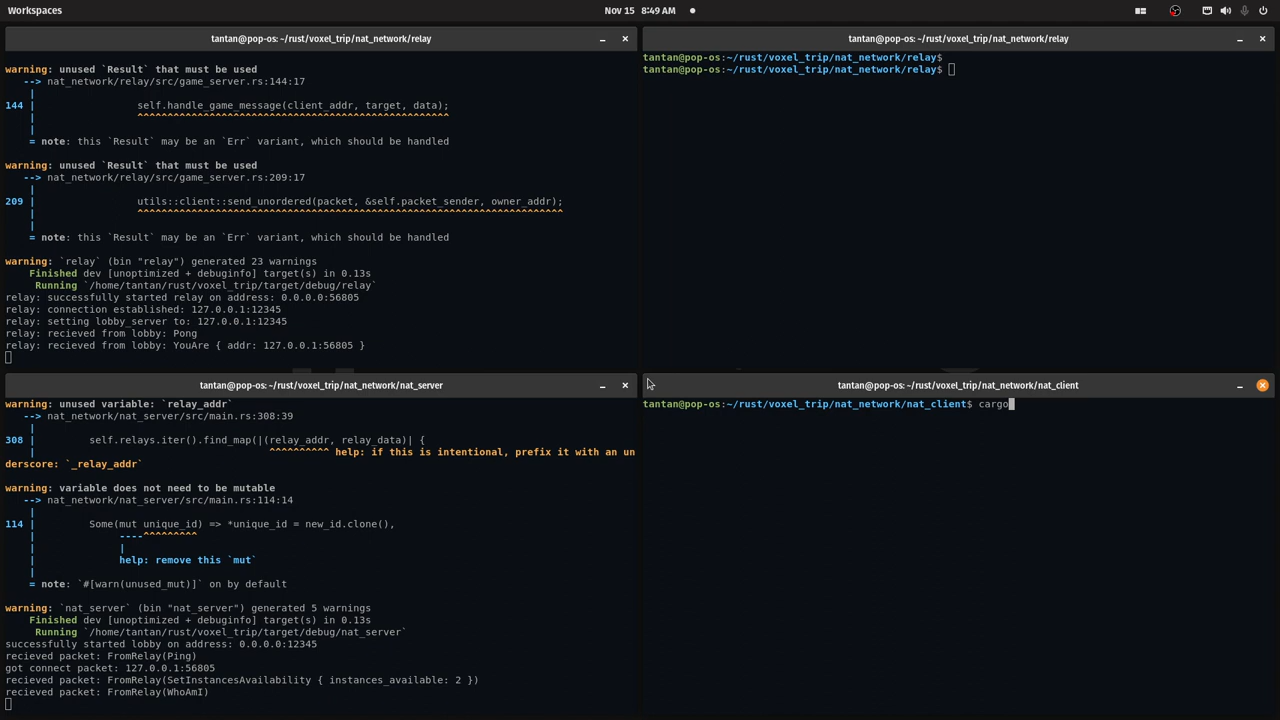 Workspaces
Nov 15 8:49 AM
tantan@pop-os: ~/rust/voxel_trip/nat_network/relay
warning: unused `Result` that must be used
--> nat_network/relay/src/game_server.rs:144:17
|
144 | self.handle_game_message(client_addr, target, data);
| ^^^^^^^^^^^^^^^^^^^^^^^^^^^^^^^^^^^^^^^^^^^^^^^^^^^^
|
= note: this `Result` may be an `Err` variant, which should be handled
warning: unused `Result` that must be used
--> nat_network/relay/src/game_server.rs:209:17
|
209 | utils::client::send_unordered(packet, &self.packet_sender, owner_addr);
| ^^^^^^^^^^^^^^^^^^^^^^^^^^^^^^^^^^^^^^^^^^^^^^^^^^^^^^^^^^^^^^^^^^^^^^^
|
= note: this `Result` may be an `Err` variant, which should be handled
warning: `relay` (bin "relay") generated 23 warnings
Finished dev [unoptimized + debuginfo] target(s) in 0.13s
Running `/home/tantan/rust/voxel_trip/target/debug/relay`
relay: successfully started relay on address: 0.0.0.0:56805
relay: connection established: 127.0.0.1:12345
relay: setting lobby_server to: 127.0.0.1:12345
relay: recieved from lobby: Pong
relay: recieved from lobby: YouAre { addr: 127.0.0.1:56805 }
tantan@pop-os: ~/rust/voxel_trip/nat_network/relay
tantan@pop-os:~/rust/voxel_trip/nat_network/relay$
tantan@pop-os:~/rust/voxel_trip/nat_network/relay$
tantan@pop-os: ~/rust/voxel_trip/nat_network/nat_server
warning: unused variable: `relay_addr`
--> nat_network/nat_server/src/main.rs:308:39
|
308 | self.relays.iter().find_map(|(relay_addr, relay_data)| {
| ^^^^^^^^^^ help: if this is intentional, prefix it with an un
derscore: `_relay_addr`
warning: variable does not need to be mutable
--> nat_network/nat_server/src/main.rs:114:14
|
114 | Some(mut unique_id) => *unique_id = new_id.clone(),
| ----^^^^^^^^^
| |
| help: remove this `mut`
|
= note: `#[warn(unused_mut)]` on by default
warning: `nat_server` (bin "nat_server") generated 5 warnings
Finished dev [unoptimized + debuginfo] target(s) in 0.13s
Running `/home/tantan/rust/voxel_trip/target/debug/nat_server`
successfully started lobby on address: 0.0.0.0:12345
recieved packet: FromRelay(Ping)
got connect packet: 127.0.0.1:56805
recieved packet: FromRelay(SetInstancesAvailability { instances_available: 2 })
recieved packet: FromRelay(WhoAmI)
tantan@pop-os: ~/rust/voxel_trip/nat_network/nat_client
tantan@pop-os:~/rust/voxel_trip/nat_network/nat_client$ cargo